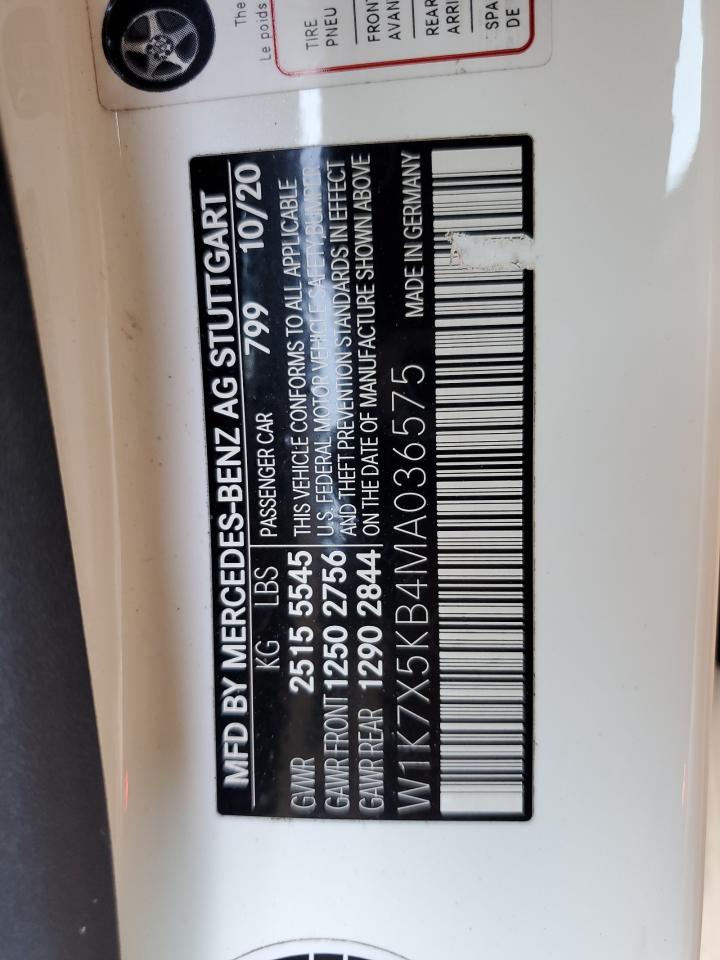 The
Le poids
TIRE
PNEU
FRONT
AVAN
REAR
ARRI
SPA
DE
MFD BY MERCEDES-BENZ AG STUTTGART
KG LBS PASSENGER CAR 799 10/20
GVWR 2515 5545 THIS VEHICLE CONFORMS TO ALL APPLICABLE
GAWR FRONT 1250 2756 U.S. FEDERAL MOTOR VEHICLE SAFETY,BUMPER
GAWR REAR 1290 2844 AND THEFT PREVENTION STANDARDS IN EFFECT
ON THE DATE OF MANUFACTURE SHOWN ABOVE
W1K7X5KB4MA036575 MADE IN GERMANY